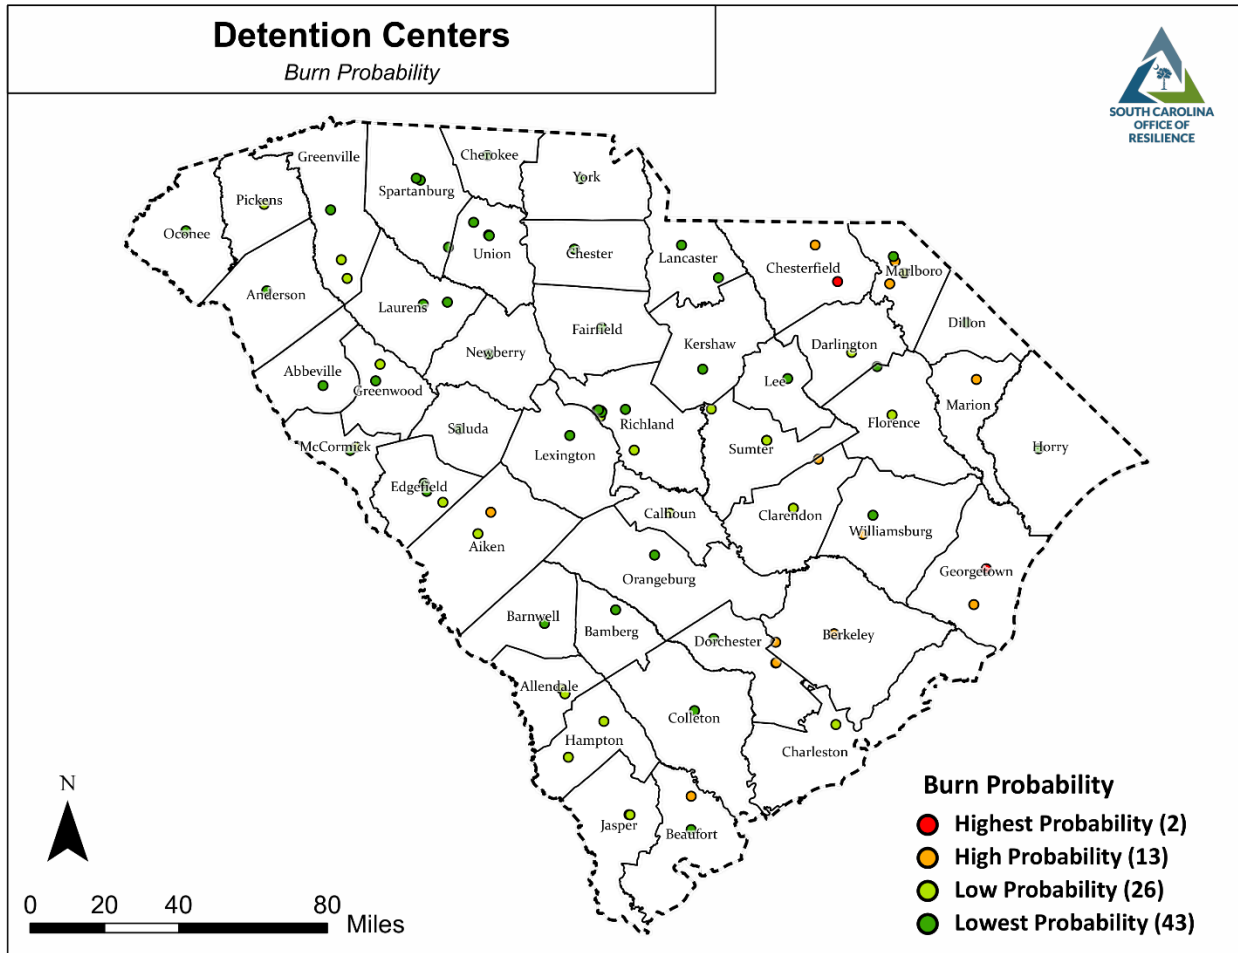 Detention Centers
Burn Probability
SOUTH CAROLINA
OFFICE OF
RESILIENCE
Cherokee
Greenville
York
Spartanburg
Pickens
Oconee
Union
Chester
Lancaster
Chesterfield
Marlboro
Anderson
Laurens
Fairfield
Dillon
Kershaw
Darlington
Newberry
Abbeville
Greenwood
Lee
Marion
Richland
Florence
Saluda
McCormick
Lexington
Sumter
Horry
Edgefield
Calhoun
Clarendon
Williamsburg
Aiken
Orangeburg
Georgetown
Barnwell
Bamberg
Dorchester
Berkeley
Allendale
Colleton
Hampton
Charleston
Jasper
Beaufort
N
0 20 40 80 Miles
Burn Probability
Highest Probability (2)
High Probability (13)
Low Probability (26)
Lowest Probability (43)